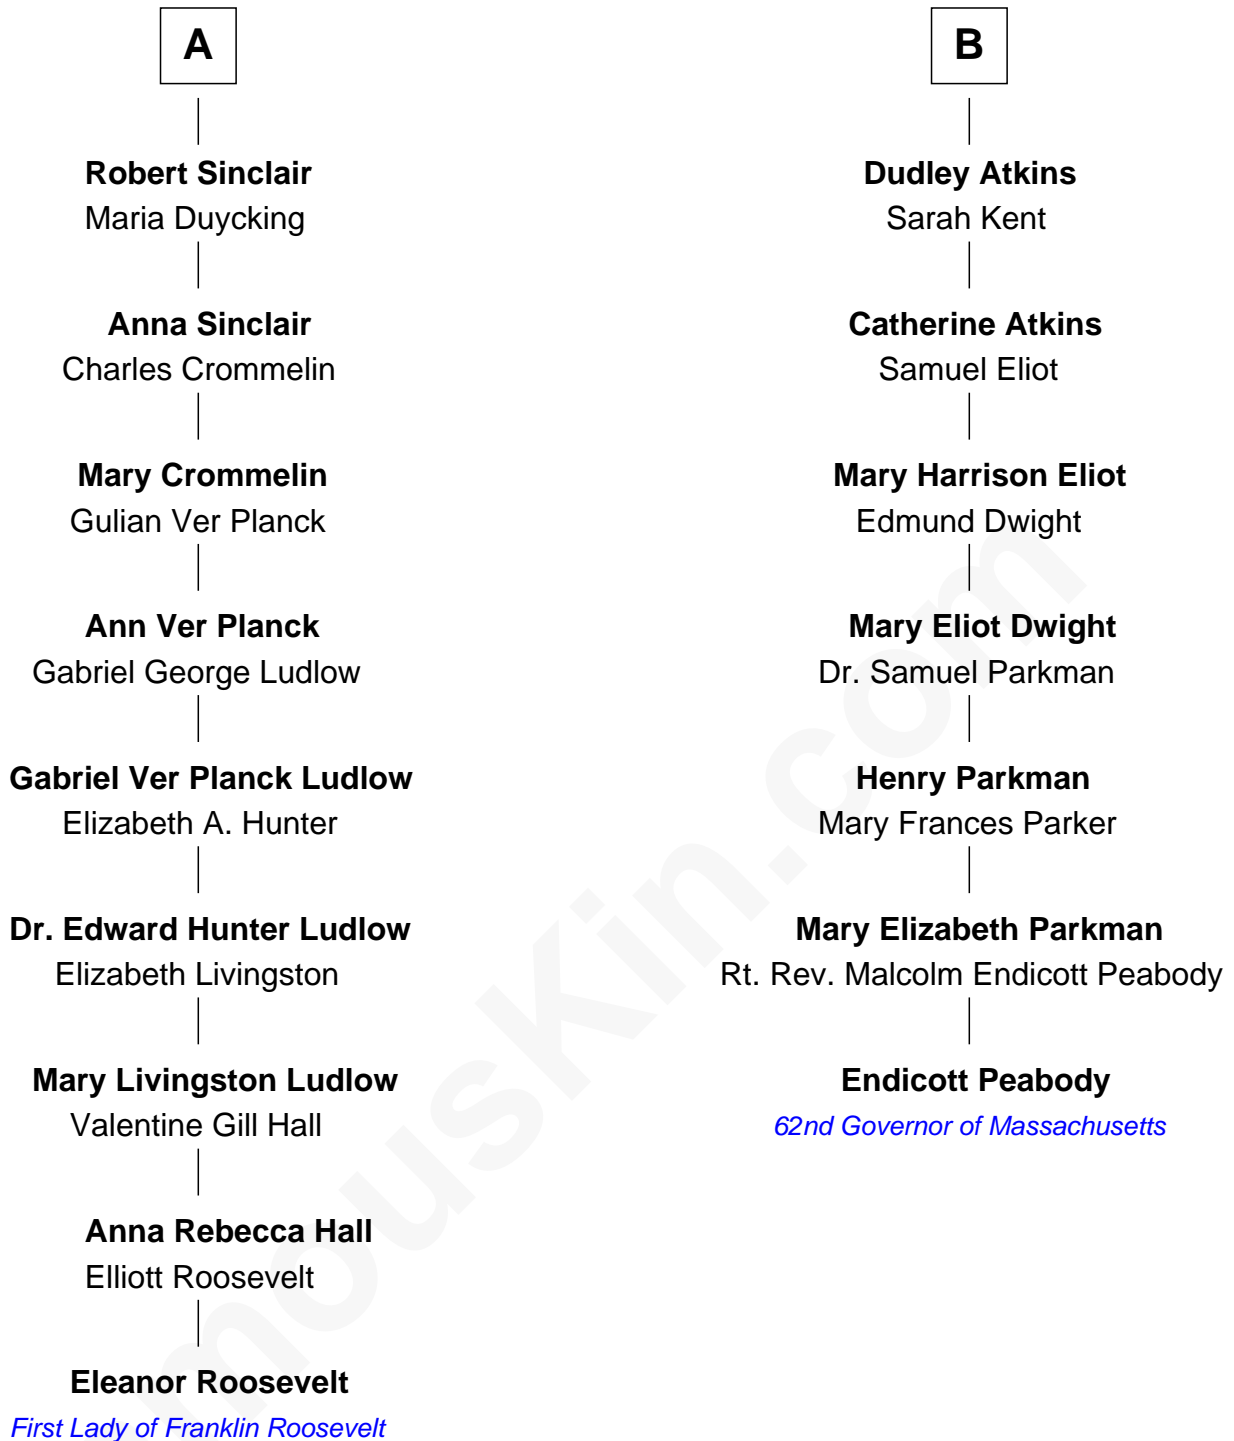 A
Robert Sinclair
Maria Duycking
Anna Sinclair
Charles Crommelin
Mary Crommelin
Gulian Ver Planck
Ann Ver Planck
Gabriel George Ludlow
Gabriel Ver Planck Ludlow
Elizabeth A. Hunter
Dr. Edward Hunter Ludlow
Elizabeth Livingston
Mary Livingston Ludlow
Valentine Gill Hall
Anna Rebecca Hall
Elliott Roosevelt
Eleanor Roosevelt
First Lady of Franklin Roosevelt
B
Dudley Atkins
Sarah Kent
Catherine Atkins
Samuel Eliot
Mary Harrison Eliot
Edmund Dwight
Mary Eliot Dwight
Dr. Samuel Parkman
Henry Parkman
Mary Frances Parker
Mary Elizabeth Parkman
Rt. Rev. Malcolm Endicott Peabody
Endicott Peabody
62nd Governor of Massachusetts
mousKin.com